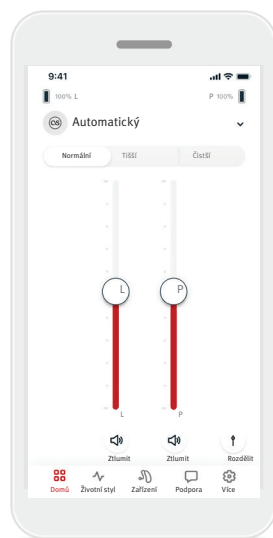 9:41
100% L P 100%
Automatický
Normální Tišší Čistší
L P
L P
Ztlumit Ztlumit Rozdělit
Domů Životní styl Zařízení Podpora Více